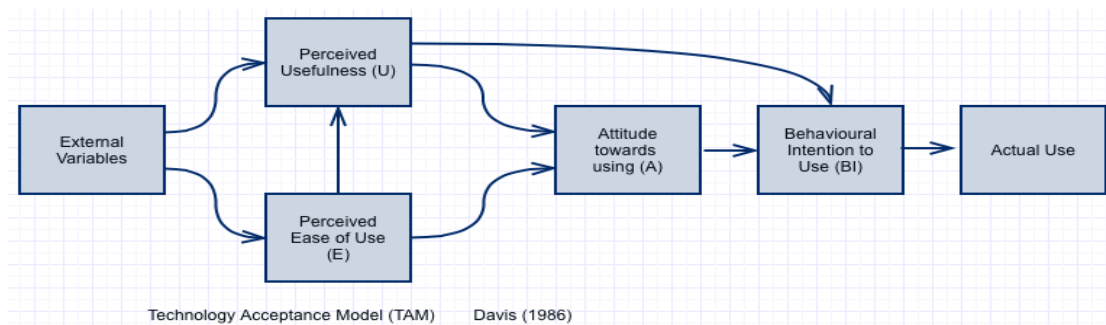 External
Variables
Perceived
Usefulness (U)
Perceived
Ease of Use
(E)
Attitude
towards
using (A)
Behavioural
Intention to
Use (BI)
Actual Use
Technology Acceptance Model (TAM) Davis (1986)